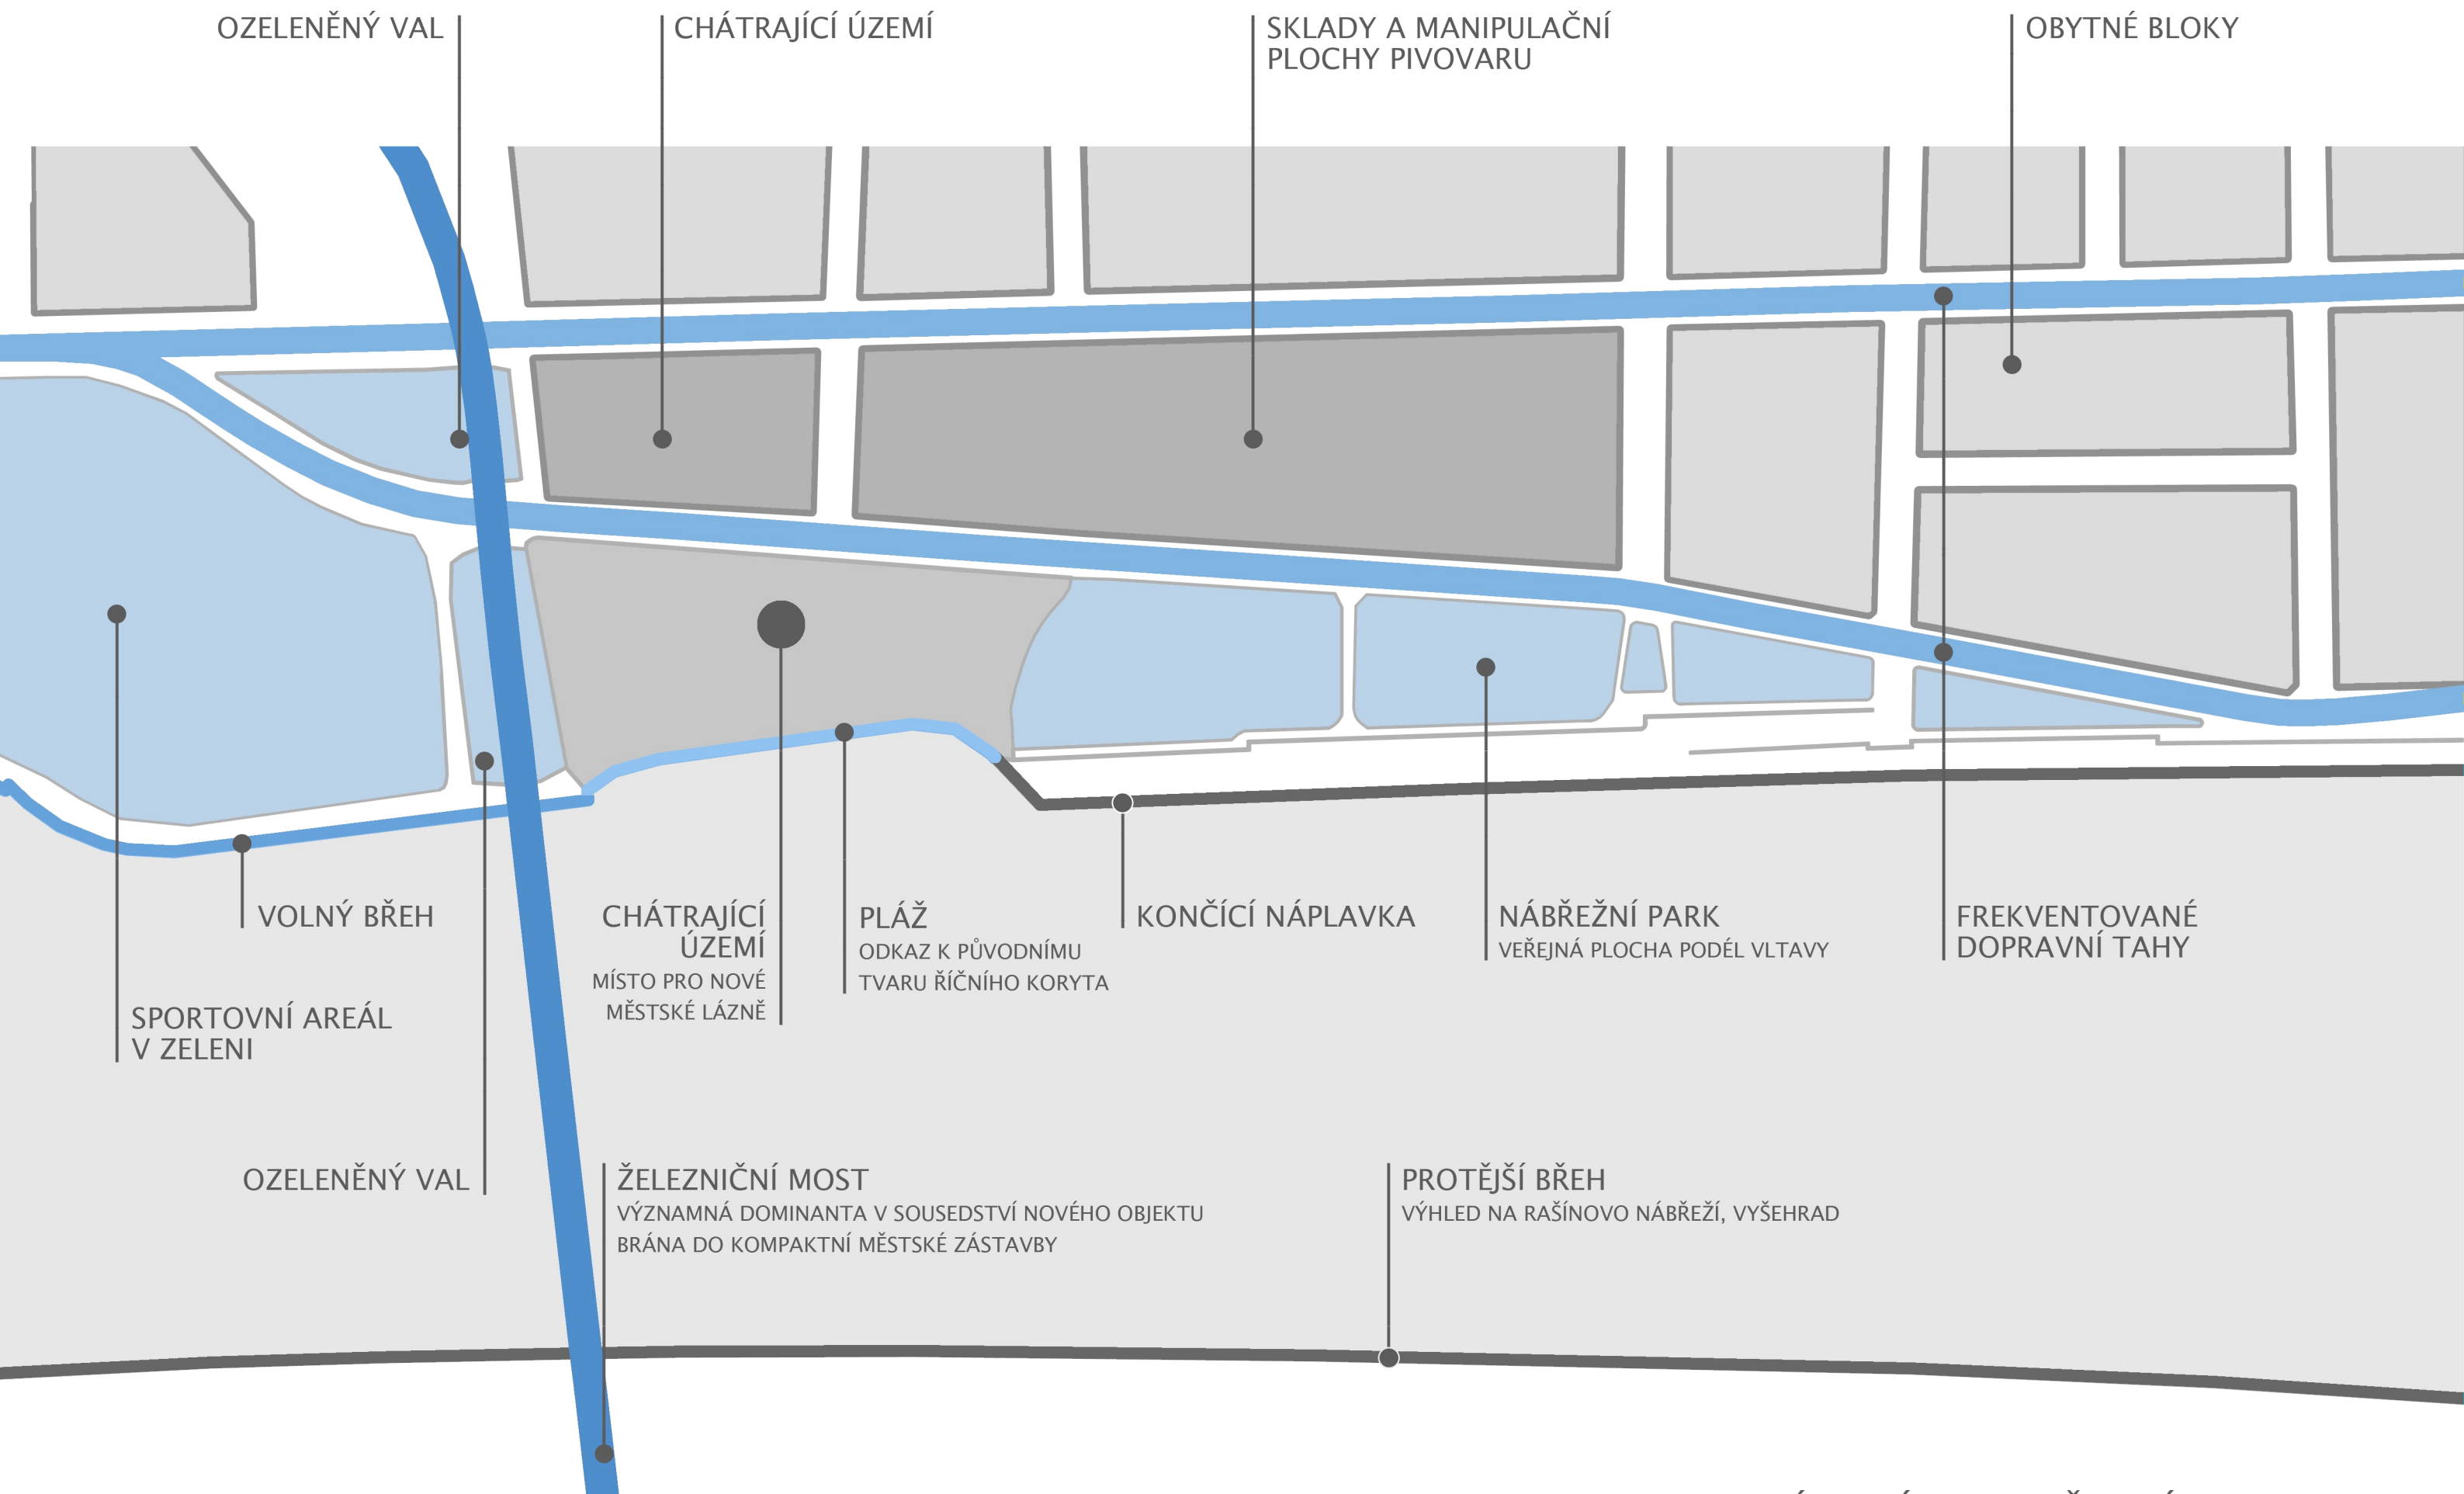 OZELENĚNÝ VAL
CHÁTRAJÍCÍ ÚZEMÍ
SKLADY A MANIPULAČNÍ
PLOCHY PIVOVARU
OBYTNÉ BLOKY
VOLNÝ BŘEH
CHÁTRAJÍCÍ
ÚZEMÍ
MÍSTO PRO NOVÉ
MĚSTSKÉ LÁZNĚ
PLÁŽ
ODKAZ K PŮVODNÍMU
TVARU ŘÍČNÍHO KORYTA
KONČÍCÍ NÁPLAVKA
NÁBŘEŽNÍ PARK
VEŘEJNÁ PLOCHA PODÉL VLTAVY
FREKVENTOVANÉ
DOPRAVNÍ TAHY
SPORTOVNÍ AREÁL
V ZELENI
OZELENĚNÝ VAL
ŽELEZNIČNÍ MOST
VÝZNAMNÁ DOMINANTA V SOUSEDSTVÍ NOVÉHO OBJEKTU
BRÁNA DO KOMPAKTNÍ MĚSTSKÉ ZÁSTAVBY
PROTĚJŠÍ BŘEH
VÝHLED NA RAŠÍNOVO NÁBŘEŽÍ, VYŠEHRAD